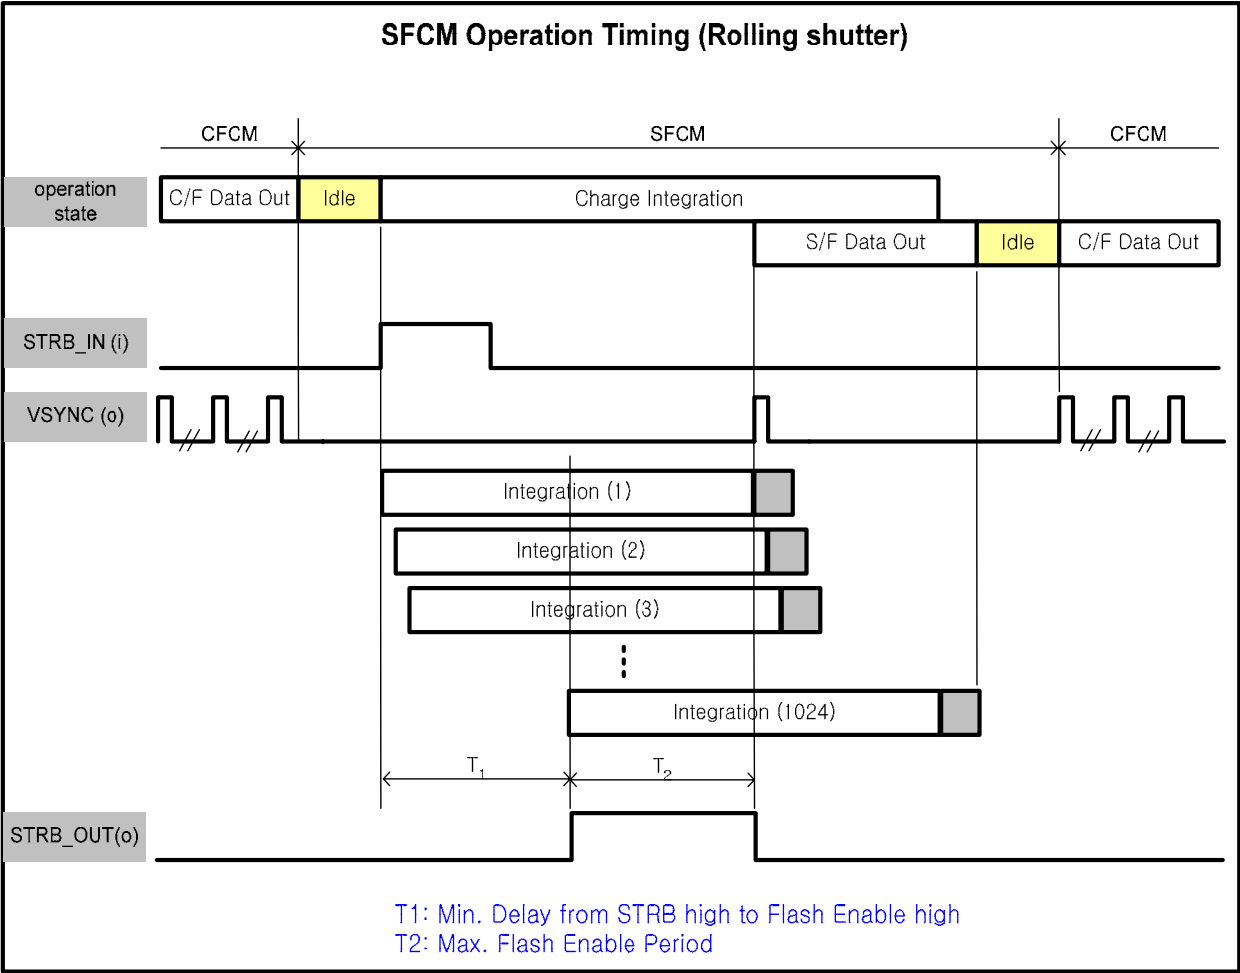 SFCM Operation Timing (Rolling shutter)
CFCM SFCM CFCM
operation
state
C/F Data Out Idle Charge Integration
S/F Data Out Idle C/F Data Out
STRB_IN (i)
VSYNC (o)
Integration (1)
Integration (2)
Integration (3)
Integration (1024)
T1 T2
STRB_OUT(o)
T1: Min. Delay from STRB high to Flash Enable high
T2: Max. Flash Enable Period